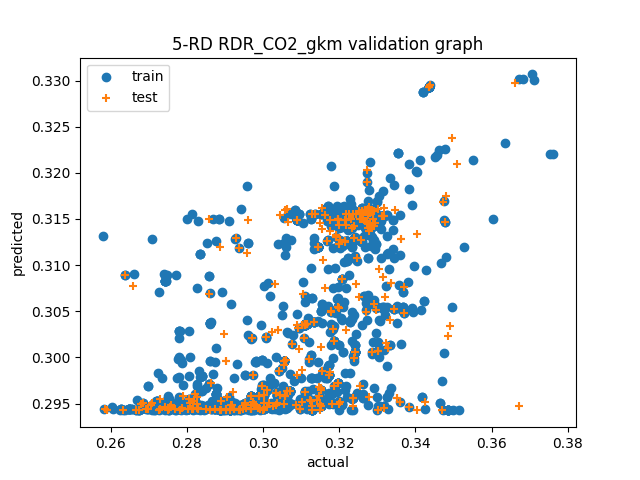 5-RD RDR_CO2_gkm validation graph
train
test
0.330
0.325
0.320
0.315
0.310
0.305
0.300
0.295
predicted
0.26 0.28 0.30 0.32 0.34 0.36 0.38
actual